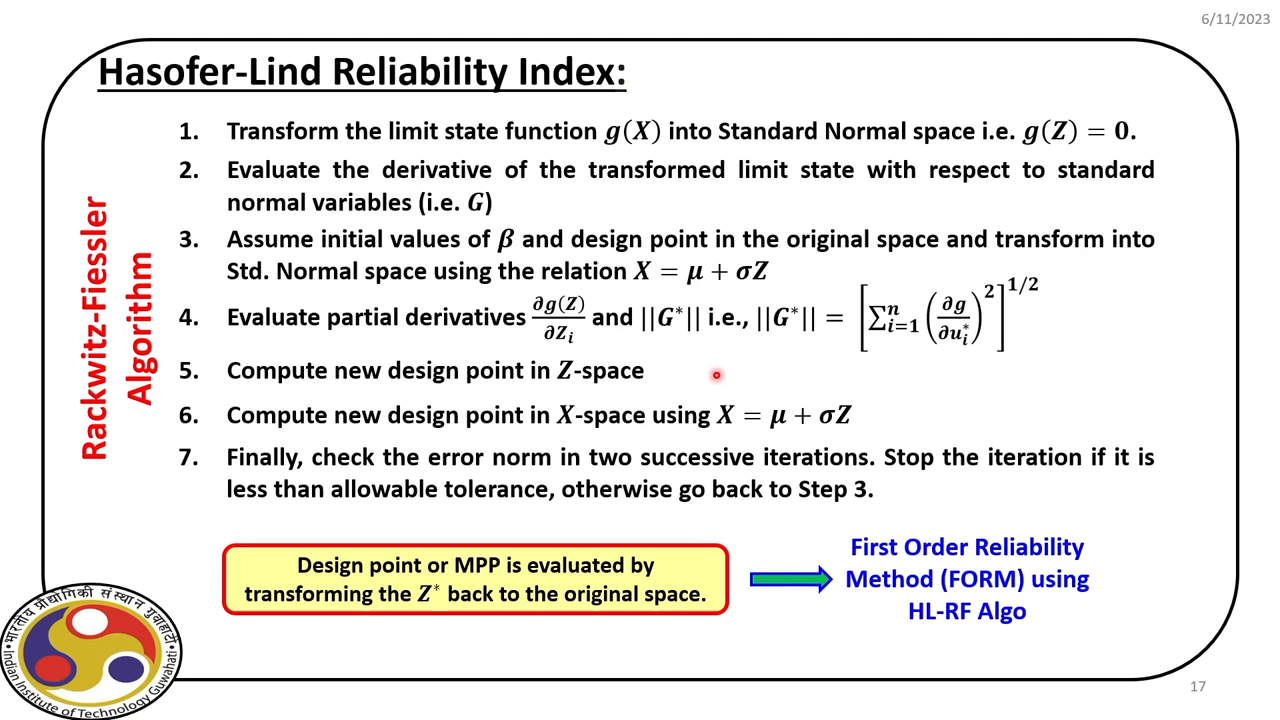 6/11/2023
Hasofer-Lind Reliability Index:
Rackwitz-Fiessler
Algorithm
1. Transform the limit state function g(X) into Standard Normal space i.e. g(Z) = 0.
2. Evaluate the derivative of the transformed limit state with respect to standard
normal variables (i.e. G)
3. Assume initial values of β and design point in the original space and transform into
Std. Normal space using the relation X = μ + σZ
4. Evaluate partial derivatives ∂g(Z)/∂Zᵢ and ||G*|| i.e., ||G*|| = [∑ᵢ₌₁ⁿ (∂g/∂uᵢ*)²]^1/2
5. Compute new design point in Z-space
6. Compute new design point in X-space using X = μ + σZ
7. Finally, check the error norm in two successive iterations. Stop the iteration if it is
less than allowable tolerance, otherwise go back to Step 3.
Design point or MPP is evaluated by
transforming the Z* back to the original space.
First Order Reliability
Method (FORM) using
HL-RF Algo
भारतीय प्रौद्योगिकी संस्थान गुवाहाटी
Indian Institute of Technology Guwahati
17